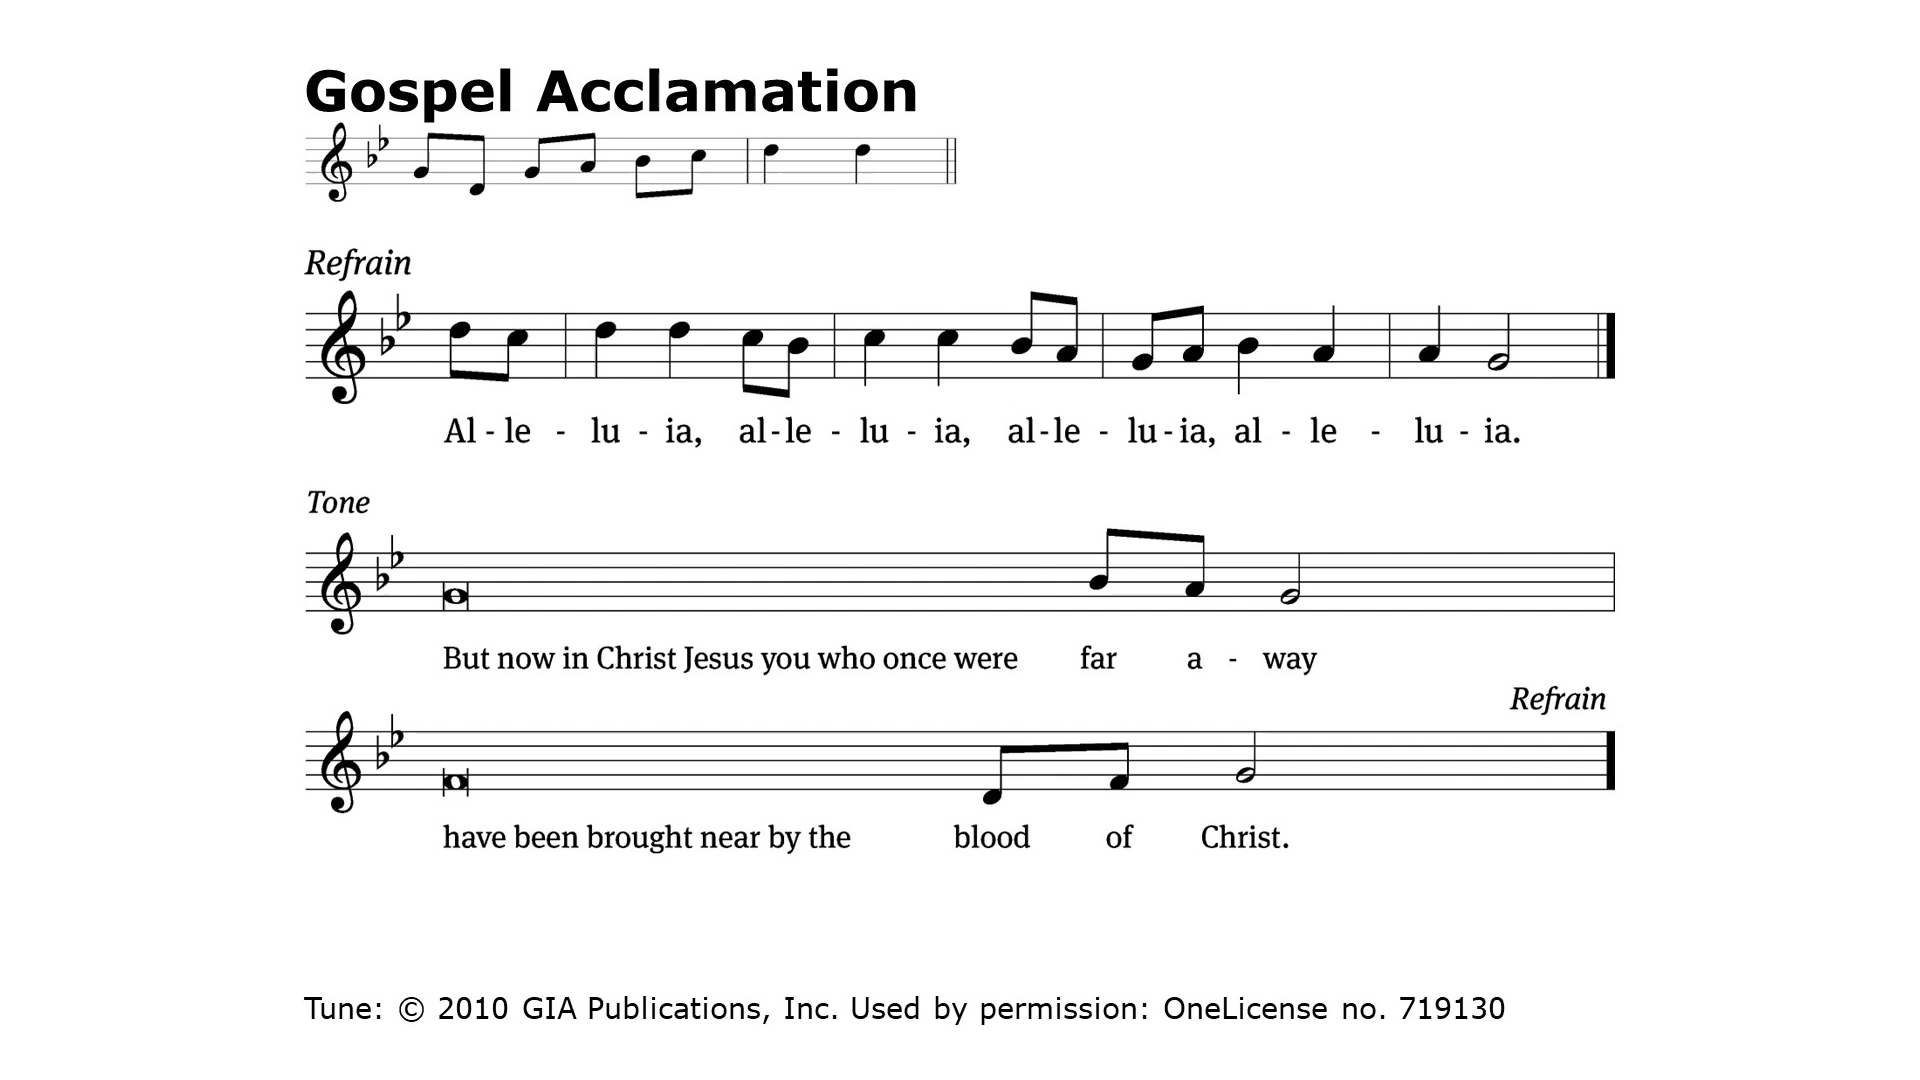 Gospel Acclamation
Refrain
Al - le - lu - ia, al - le - lu - ia, al - le - lu - ia, al - le - lu - ia.
Tone
But now in Christ Jesus you who once were far a - way
Refrain
have been brought near by the blood of Christ.
Tune: © 2010 GIA Publications, Inc. Used by permission: OneLicense no. 719130